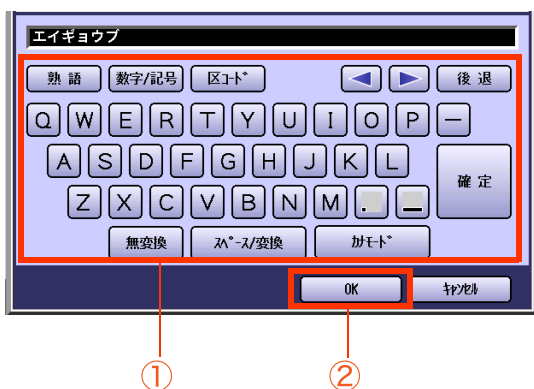 エイギョウブ
熟 語 数字/記号 区ｺｰﾄﾞ 後 退
Q W E R T Y U I O P ー
A S D F G H J K L
確 定
Z X C V B N M . _
無変換 ｽﾍﾟｰｽ/変換 ｶﾅﾓｰﾄﾞ
OK ｷｬﾝｾﾙ
① ②